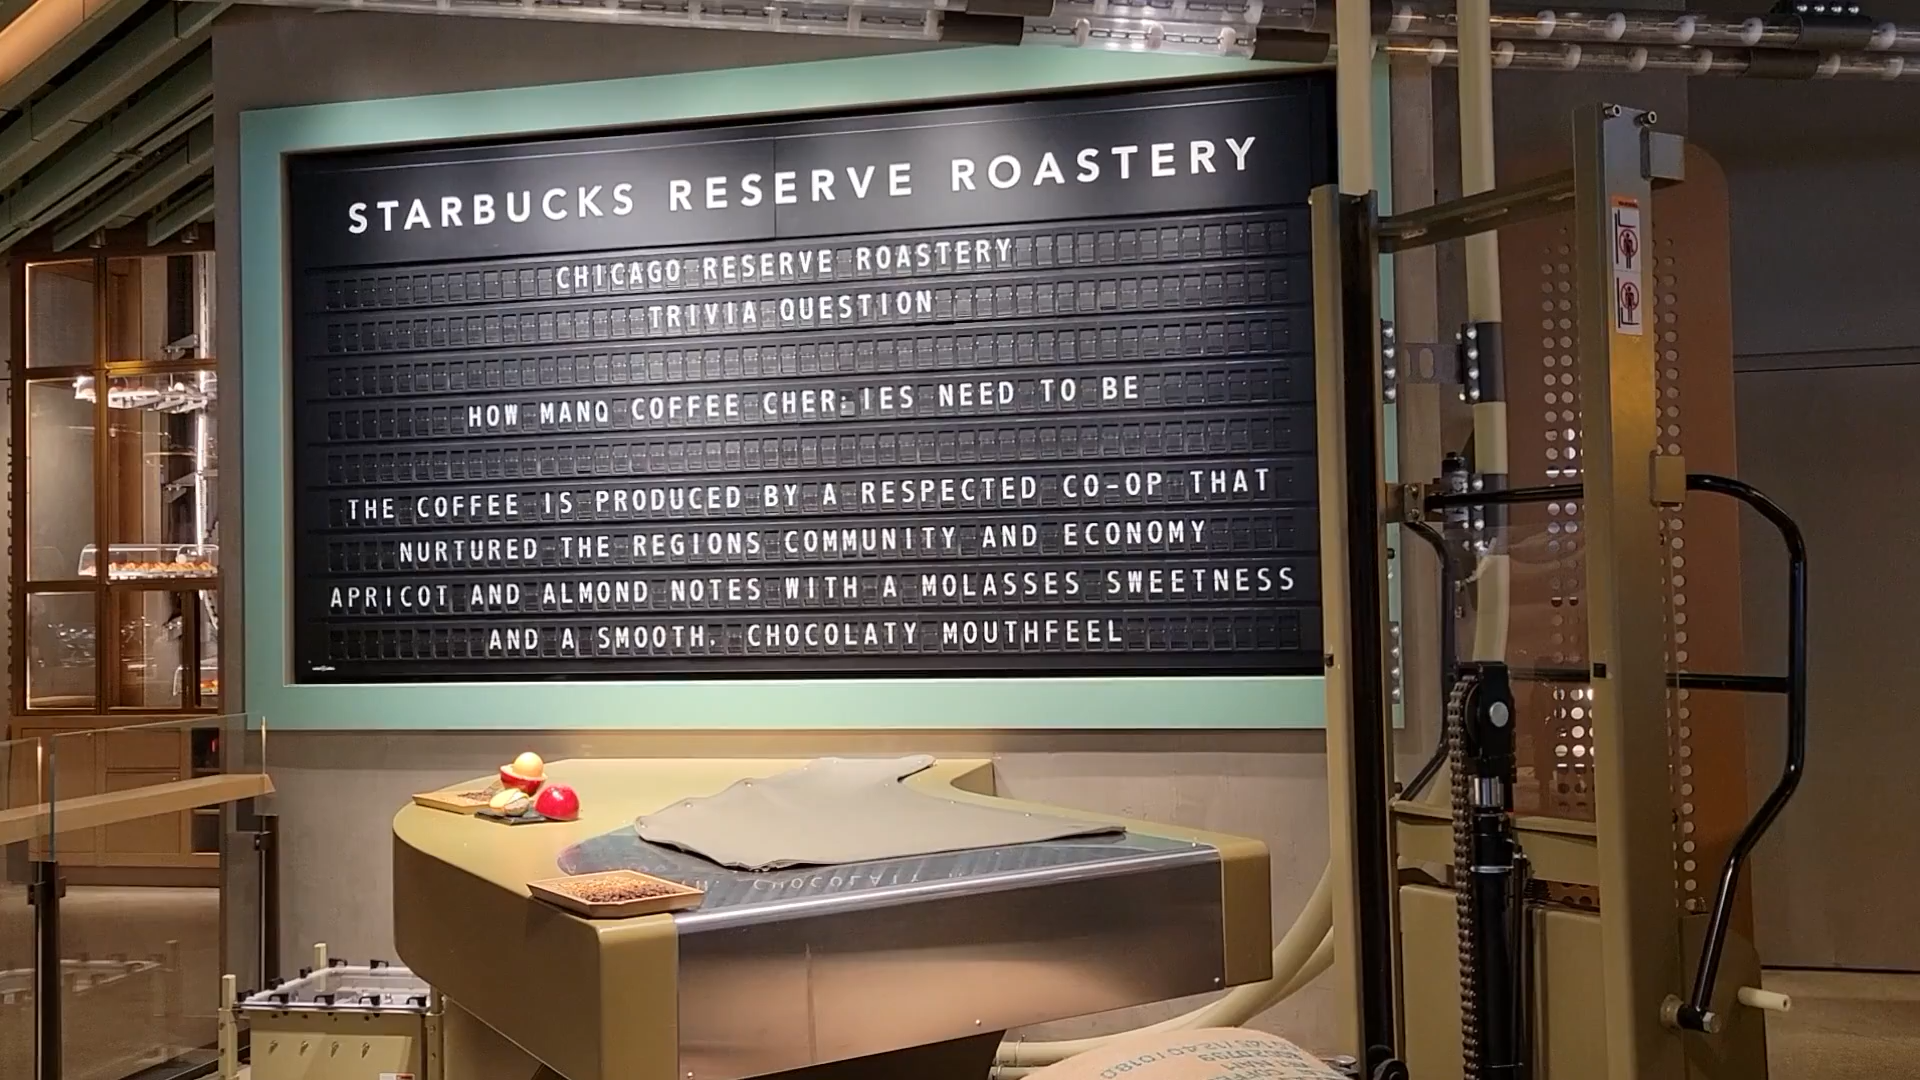 STARBUCKS RESERVE ROASTERY
CHICAGO RESERVE ROASTERY
TRIVIA QUESTION
HOW MANQ COFFEE CHER: IES NEED TO BE
THE COFFEE IS PRODUCED BY A RESPECTED CO-OP THAT
NURTURED THE REGIONS COMMUNITY AND ECONOMY
APRICOT AND ALMOND NOTES WITH A MOLASSES SWEETNESS
AND A SMOOTH, CHOCOLATY MOUTHFEEL